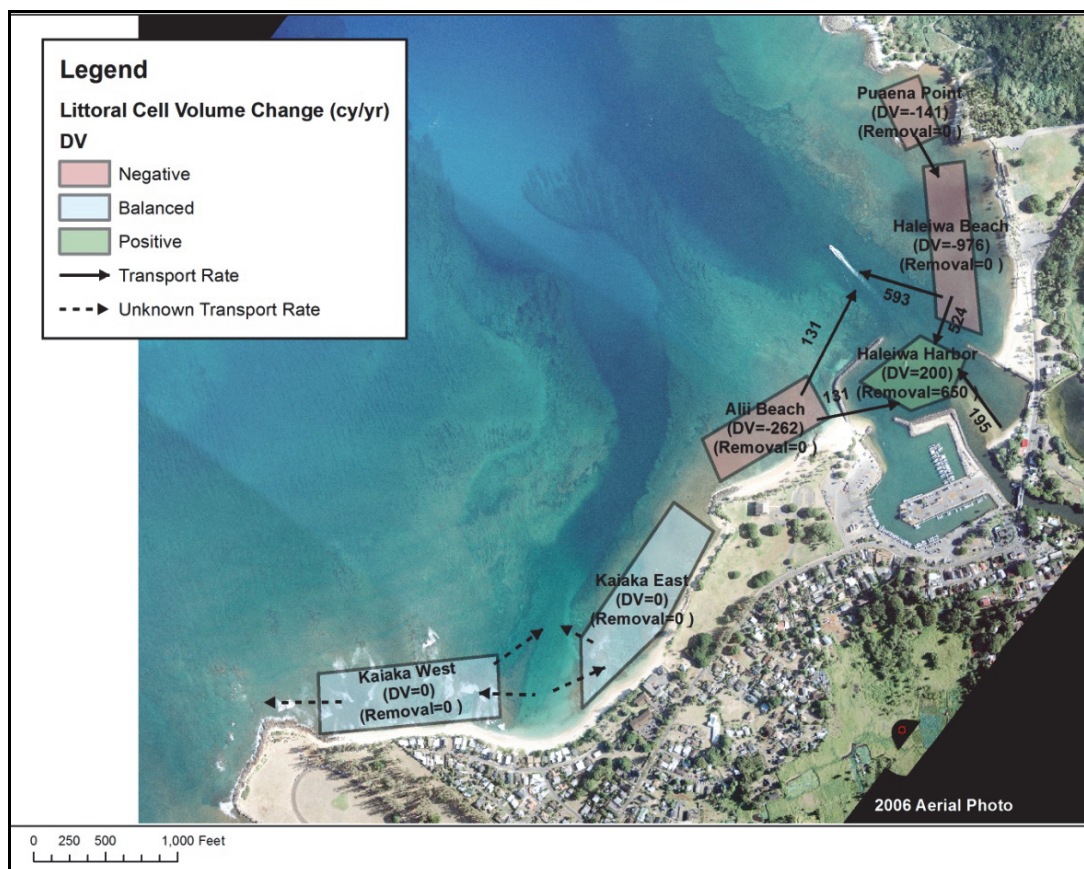 Legend
Littoral Cell Volume Change (cy/yr)
DV
Negative
Balanced
Positive
Transport Rate
Unknown Transport Rate
Puaena Point
(DV=-141)
(Removal=0 )
Haleiwa Beach
(DV=-976)
(Removal=0 )
593
524
131
Haleiwa Harbor
(DV=200)
(Removal=650 )
131
195
Alii Beach
(DV=-262)
(Removal=0 )
Kaiaka East
(DV=0)
(Removal=0 )
Kaiaka West
(DV=0)
(Removal=0 )
2006 Aerial Photo
0 250 500 1,000 Feet